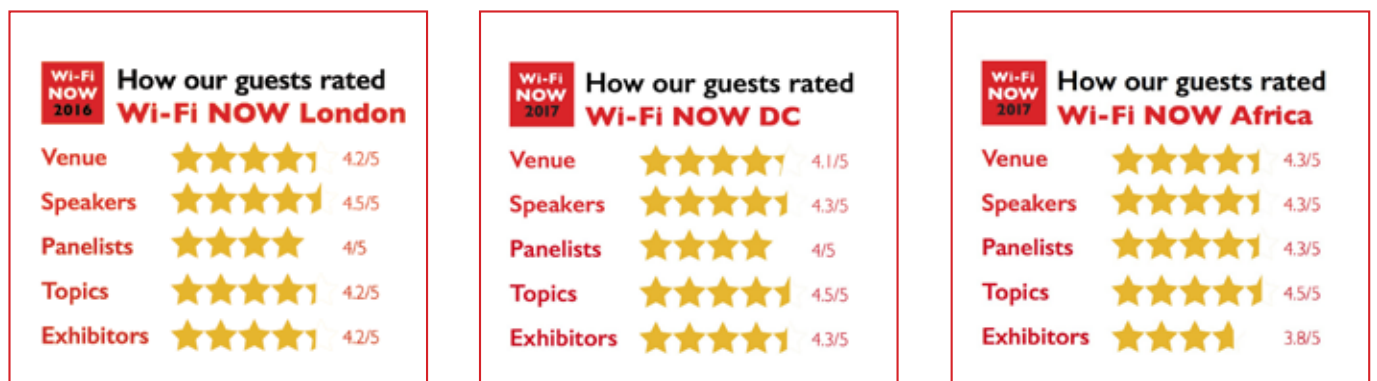 Wi-Fi
NOW
2016
How our guests rated
Wi-Fi NOW London
Venue 4.2/5
Speakers 4.5/5
Panelists 4/5
Topics 4.2/5
Exhibitors 4.2/5
Wi-Fi
NOW
2017
How our guests rated
Wi-Fi NOW DC
Venue 4.1/5
Speakers 4.3/5
Panelists 4/5
Topics 4.5/5
Exhibitors 4.3/5
Wi-Fi
NOW
2017
How our guests rated
Wi-Fi NOW Africa
Venue 4.3/5
Speakers 4.3/5
Panelists 4.3/5
Topics 4.5/5
Exhibitors 3.8/5